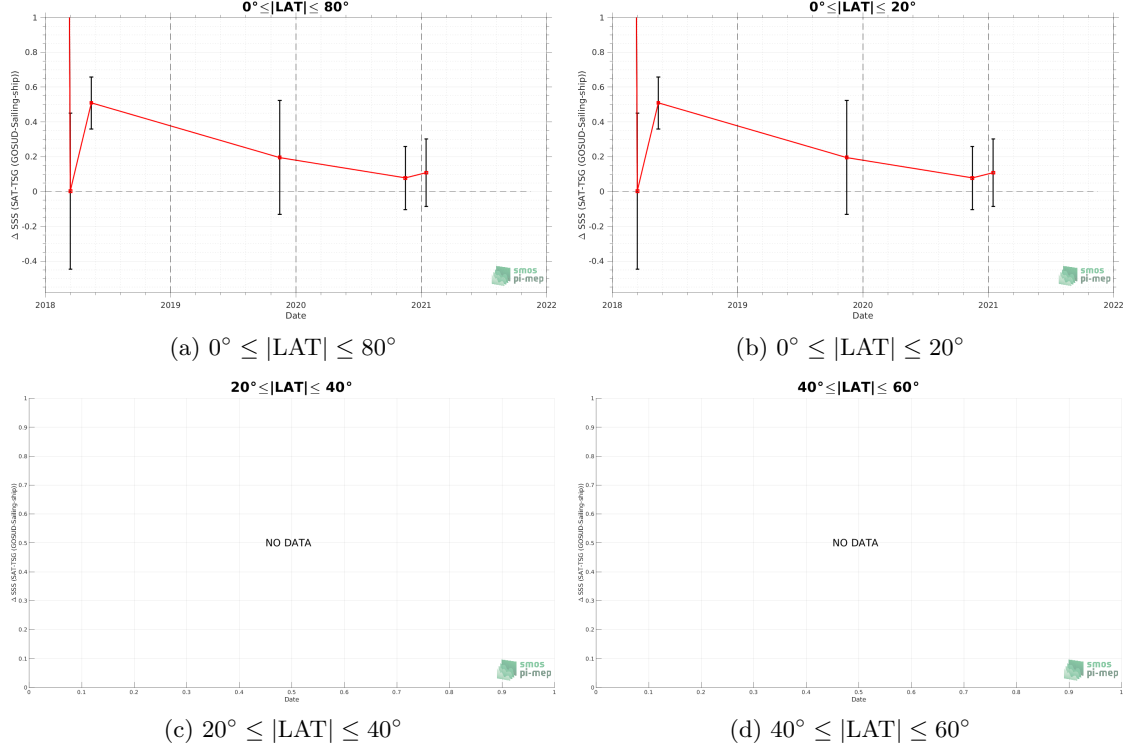 0°≤|LAT|≤ 80°
1
0.8
0.6
0.4
0.2
0
-0.2
-0.4
Δ SSS (SAT-TSG (GOSUD-Sailing-ship))
2018 2019 2020 2021 2022
Date
smos
pi-mep
(a) 0° ≤ |LAT| ≤ 80°
0°≤|LAT|≤ 20°
1
0.8
0.6
0.4
0.2
0
-0.2
-0.4
Δ SSS (SAT-TSG (GOSUD-Sailing-ship))
2018 2019 2020 2021 2022
Date
smos
pi-mep
(b) 0° ≤ |LAT| ≤ 20°
20°≤|LAT|≤ 40°
1
0.9
0.8
0.7
0.6
0.5
0.4
0.3
0.2
0.1
0
Δ SSS (SAT-TSG (GOSUD-Sailing-ship))
NO DATA
0 0.1 0.2 0.3 0.4 0.5 0.6 0.7 0.8 0.9 1
Date
smos
pi-mep
(c) 20° ≤ |LAT| ≤ 40°
40°≤|LAT|≤ 60°
1
0.9
0.8
0.7
0.6
0.5
0.4
0.3
0.2
0.1
0
Δ SSS (SAT-TSG (GOSUD-Sailing-ship))
NO DATA
0 0.1 0.2 0.3 0.4 0.5 0.6 0.7 0.8 0.9 1
Date
smos
pi-mep
(d) 40° ≤ |LAT| ≤ 60°